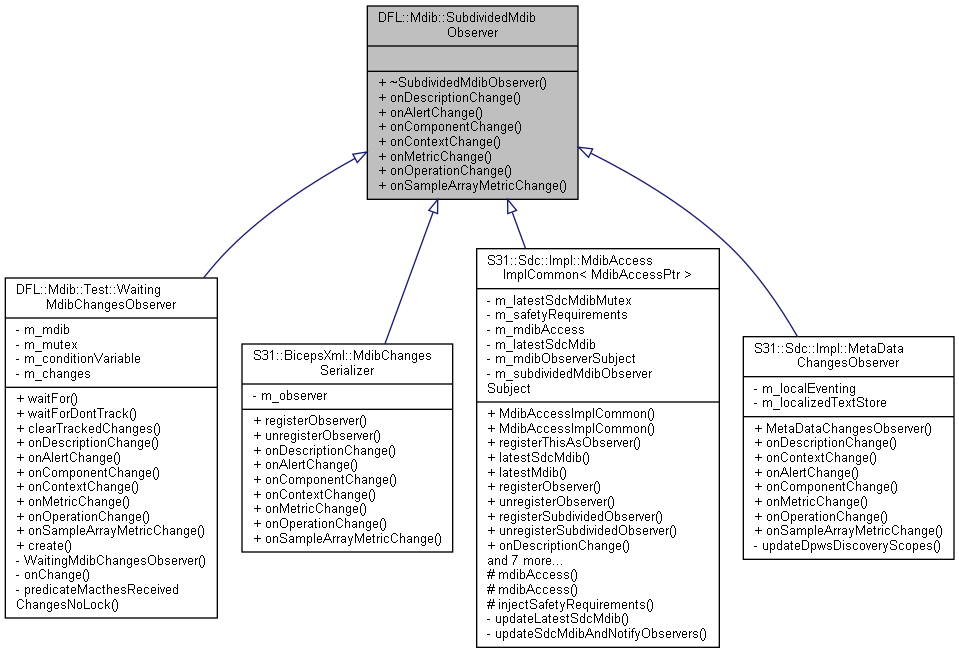 DFL::Mdib::SubdividedMdib
Observer
+ ~SubdividedMdibObserver()
+ onDescriptionChange()
+ onAlertChange()
+ onComponentChange()
+ onContextChange()
+ onMetricChange()
+ onOperationChange()
+ onSampleArrayMetricChange()
DFL::Mdib::Test::Waiting
MdibChangesObserver
- m_mdib
- m_mutex
- m_conditionVariable
- m_changes
+ waitFor()
+ waitForDontTrack()
+ clearTrackedChanges()
+ onDescriptionChange()
+ onAlertChange()
+ onComponentChange()
+ onContextChange()
+ onMetricChange()
+ onOperationChange()
+ onSampleArrayMetricChange()
+ create()
- WaitingMdibChangesObserver()
- onChange()
- predicateMacthesReceived
ChangesNoLock()
S31::BicepsXml::MdibChanges
Serializer
- m_observer
+ registerObserver()
+ unregisterObserver()
+ onDescriptionChange()
+ onAlertChange()
+ onComponentChange()
+ onContextChange()
+ onMetricChange()
+ onOperationChange()
+ onSampleArrayMetricChange()
S31::Sdc::Impl::MdibAccess
ImplCommon< MdibAccessPtr >
- m_latestSdcMdibMutex
- m_safetyRequirements
- m_mdibAccess
- m_latestSdcMdib
- m_mdibObserverSubject
- m_subdividedMdibObserver
Subject
+ MdibAccessImplCommon()
+ MdibAccessImplCommon()
+ registerThisAsObserver()
+ latestSdcMdib()
+ latestMdib()
+ registerObserver()
+ unregisterObserver()
+ registerSubdividedObserver()
+ unregisterSubdividedObserver()
+ onDescriptionChange()
and 7 more...
# mdibAccess()
# mdibAccess()
# injectSafetyRequirements()
- updateLatestSdcMdib()
- updateSdcMdibAndNotifyObservers()
S31::Sdc::Impl::MetaData
ChangesObserver
- m_localEventing
- m_localizedTextStore
+ MetaDataChangesObserver()
+ onDescriptionChange()
+ onContextChange()
+ onAlertChange()
+ onComponentChange()
+ onMetricChange()
+ onOperationChange()
+ onSampleArrayMetricChange()
- updateDpwsDiscoveryScopes()